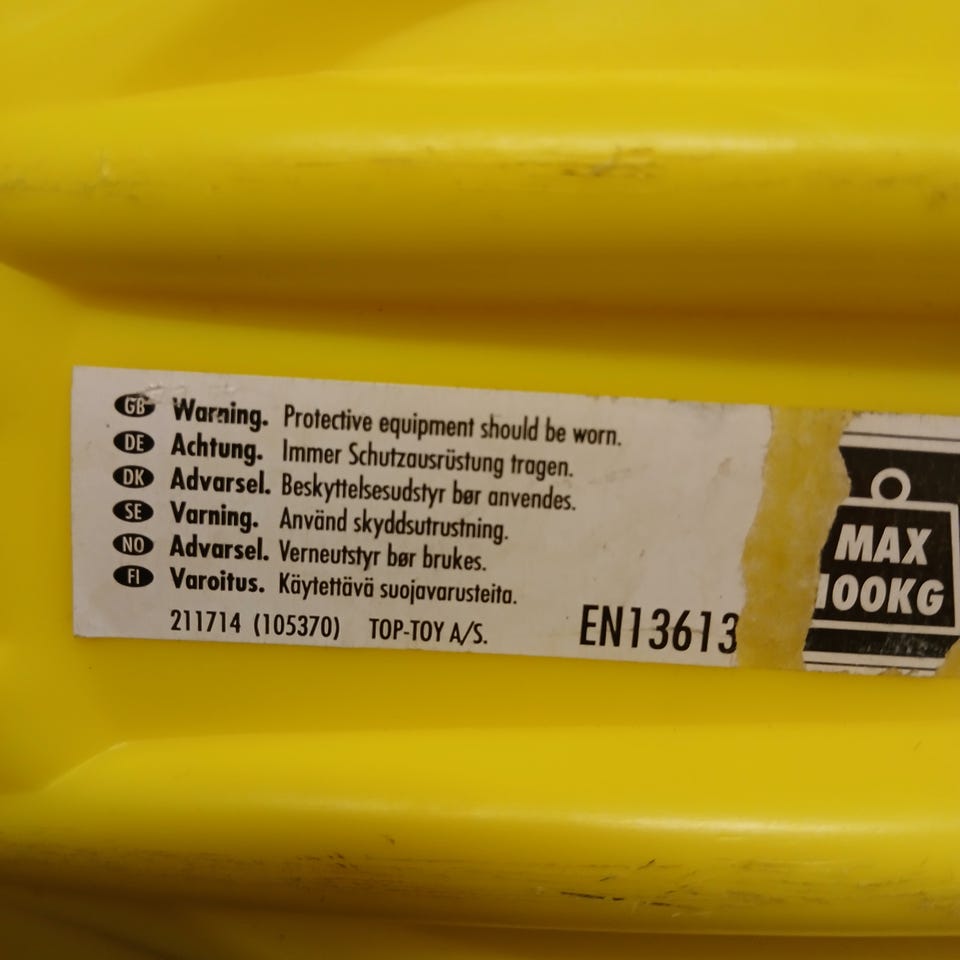 GB Warning. Protective equipment should be worn.
DE Achtung. Immer Schutzausrüstung tragen.
DK Advarsel. Beskyttelsesudstyr bør anvendes.
SE Varning. Använd skyddsutrustning.
NO Advarsel. Verneutstyr bør brukes.
FI Varoitus. Käytettävä suojavarusteita.
211714 (105370) TOP-TOY A/S. EN13613
MAX
100KG